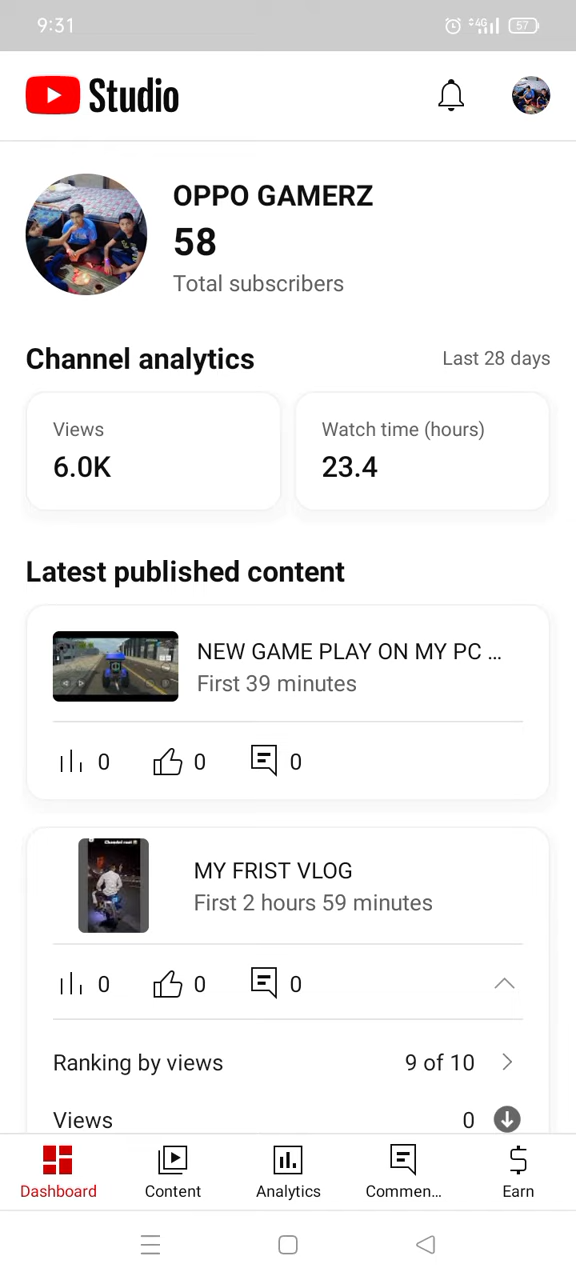 9:31
4G
57
Studio
OPPO GAMERZ
58
Total subscribers
Channel analytics
Last 28 days
Views
Watch time (hours)
6.0K
23.4
Latest published content
NEW GAME PLAY ON MY PC ...
First 39 minutes
0
0
0
MY FRIST VLOG
First 2 hours 59 minutes
0
0
0
Ranking by views
9 of 10
Views
0
Dashboard
Content
Analytics
Commen...
Earn